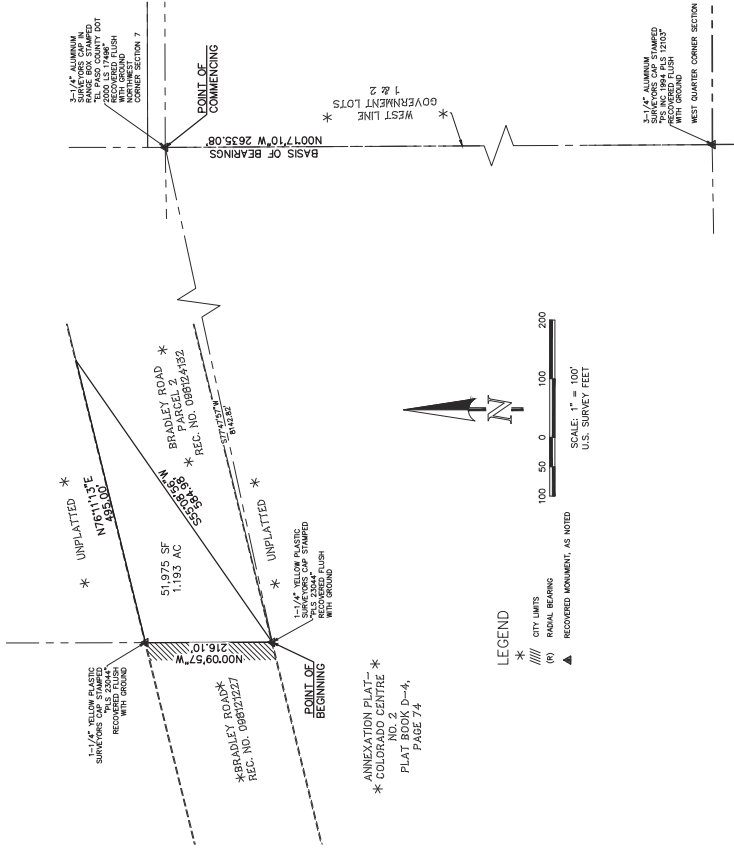 3-1/4" ALUMINUM
SURVEYORS CAP IN
RANGE BOX STAMPED
"EL PASO COUNTY DOT
2000 LS 17496"
RECOVERED FLUSH
WITH GROUND
NORTHWEST
CORNER SECTION 7
POINT OF
COMMENCING
BASIS OF BEARINGS
N00°17'10"W 2635.08'
* WEST LINE *
GOVERNMENT LOTS
1 & 2
3-1/4" ALUMINUM
SURVEYORS CAP STAMPED
"PS INC 1994 PLS 12103"
RECOVERED FLUSH
WITH GROUND
WEST QUARTER CORNER SECTION
* UNPLATTED *
N76°11'13"E
495.00'
51,975 SF
1.193 AC
S55°08'56"W
584.98'
* BRADLEY ROAD *
PARCEL 2
REC. NO. 098124132
S77°47'57"W
8142.82'
* UNPLATTED *
1-1/4" YELLOW PLASTIC
SURVEYORS CAP STAMPED
"PLS 23044"
RECOVERED FLUSH
WITH GROUND
N00°09'57"W
216.10'
1-1/4" YELLOW PLASTIC
SURVEYORS CAP STAMPED
"PLS 23044"
RECOVERED FLUSH
WITH GROUND
POINT OF
BEGINNING
*BRADLEY ROAD*
REC. NO. 098121227
* ANNEXATION PLAT- *
* COLORADO CENTRE *
NO. 2
PLAT BOOK D-4,
PAGE 74
N
100 50 0 100 200
SCALE: 1" = 100'
U.S. SURVEY FEET
LEGEND
*
CITY LIMITS
(R) RADIAL BEARING
RECOVERED MONUMENT, AS NOTED